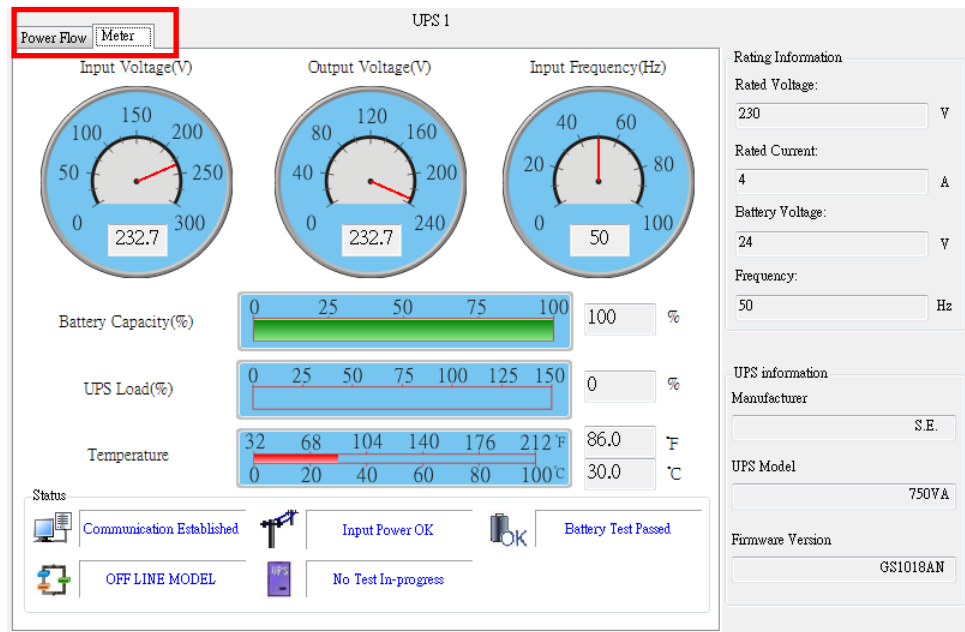 UPS 1
Power Flow Meter
Input Voltage(V) Output Voltage(V) Input Frequency(Hz)
0 50 100 150 200 250 300
232.7
0 40 80 120 160 200 240
232.7
0 20 40 60 80 100
50
Battery Capacity(%)
0 25 50 75 100
100 %
UPS Load(%)
0 25 50 75 100 125 150
0 %
Temperature
32 68 104 140 176 212℉
0 20 40 60 80 100℃
86.0 ℉
30.0 ℃
Status
Communication Established
Input Power OK
OK
Battery Test Passed
OFF LINE MODEL
UPS
No Test In-progress
Rating Information
Rated Voltage:
230 V
Rated Current:
4 A
Battery Voltage:
24 V
Frequency:
50 Hz
UPS information
Manufacturer
S.E.
UPS Model
750VA
Firmware Version
GS1018AN